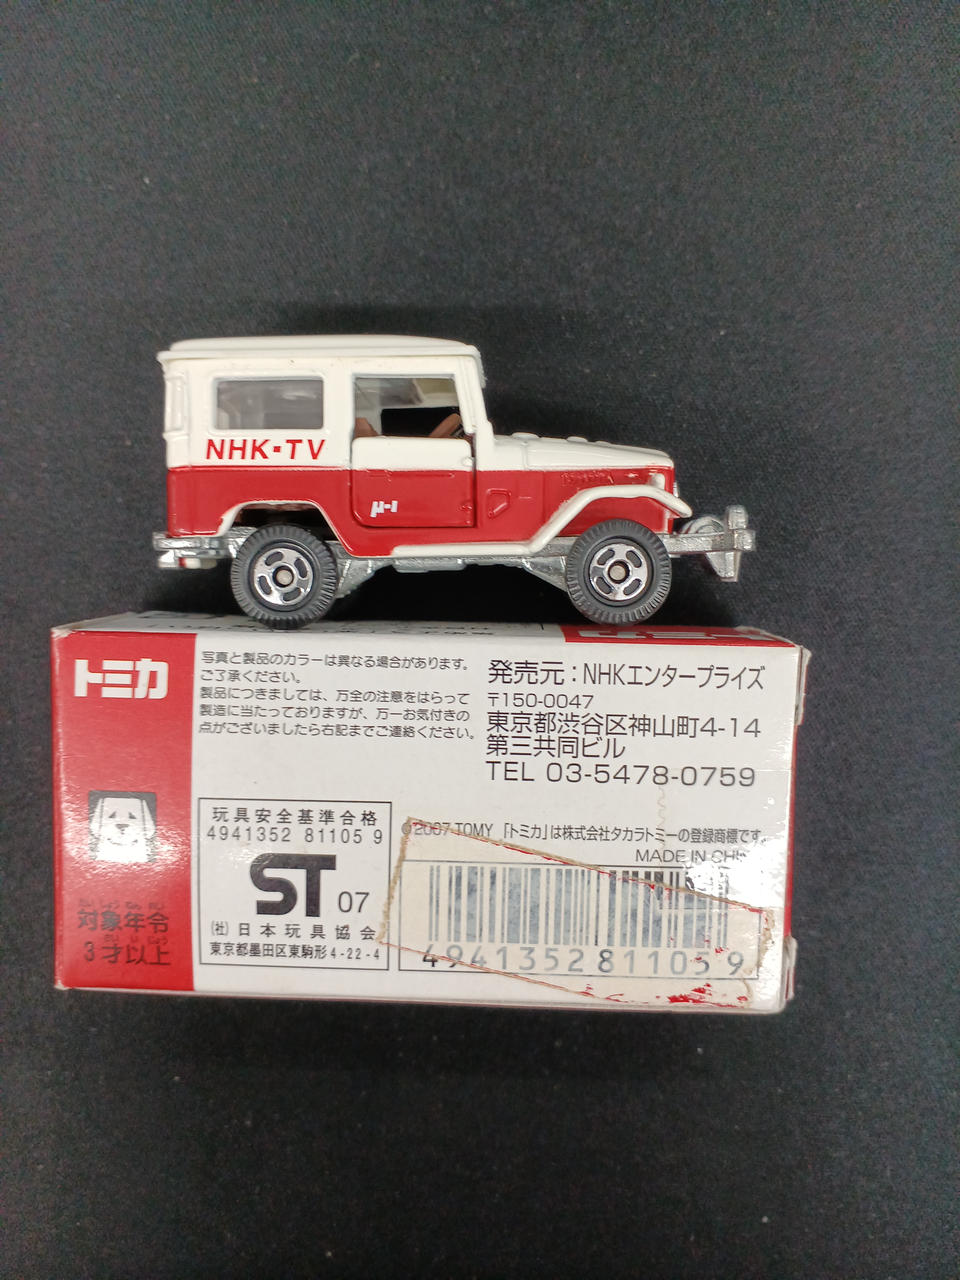 NHK·TV
μ-1
トミカ
写真と製品のカラーは異なる場合があります。
ご了承ください。
製品につきましては、万全の注意をはらって
製造に当たっておりますが、万一お気付きの
点がございましたら右記までご連絡ください。
発売元：NHKエンタープライズ
〒150-0047
東京都渋谷区神山町4-14
第三共同ビル
TEL 03-5478-0759
玩具安全基準合格
4941352 81105 9
ST 07
(社) 日本玩具協会
東京都墨田区東駒形4-22-4
2007 TOMY 「トミカ」は株式会社タカラトミーの登録商標です。
MADE IN
4941352811059
対象年令
3才以上